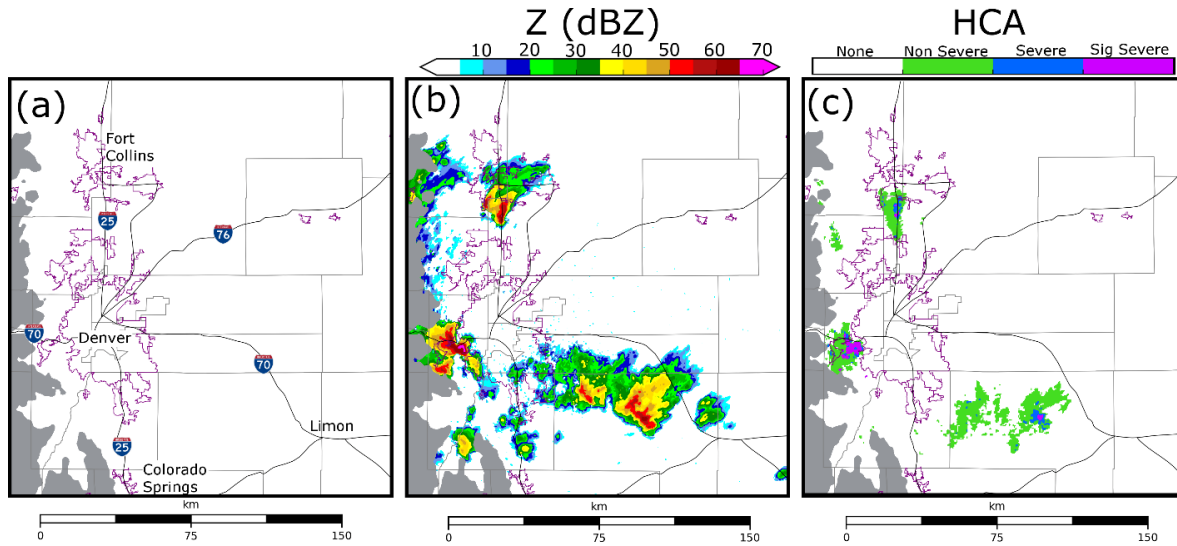 Z (dBZ)
HCA
10 20 30 40 50 60 70
None Non Severe Severe Sig Severe
(a)
(b)
(c)
Fort
Collins
25
76
70
Denver
70
Limon
25
Colorado
Springs
km
km
km
0 75 150
0 75 150
0 75 150